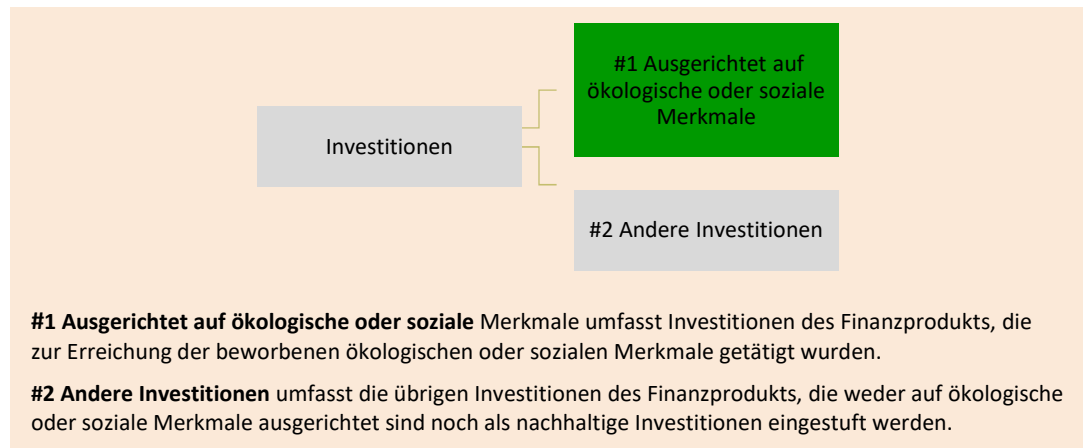 #1 Ausgerichtet auf
ökologische oder soziale
Merkmale
Investitionen
#2 Andere Investitionen
#1 Ausgerichtet auf ökologische oder soziale Merkmale umfasst Investitionen des Finanzprodukts, die
zur Erreichung der beworbenen ökologischen oder sozialen Merkmale getätigt wurden.
#2 Andere Investitionen umfasst die übrigen Investitionen des Finanzprodukts, die weder auf ökologische
oder soziale Merkmale ausgerichtet sind noch als nachhaltige Investitionen eingestuft werden.